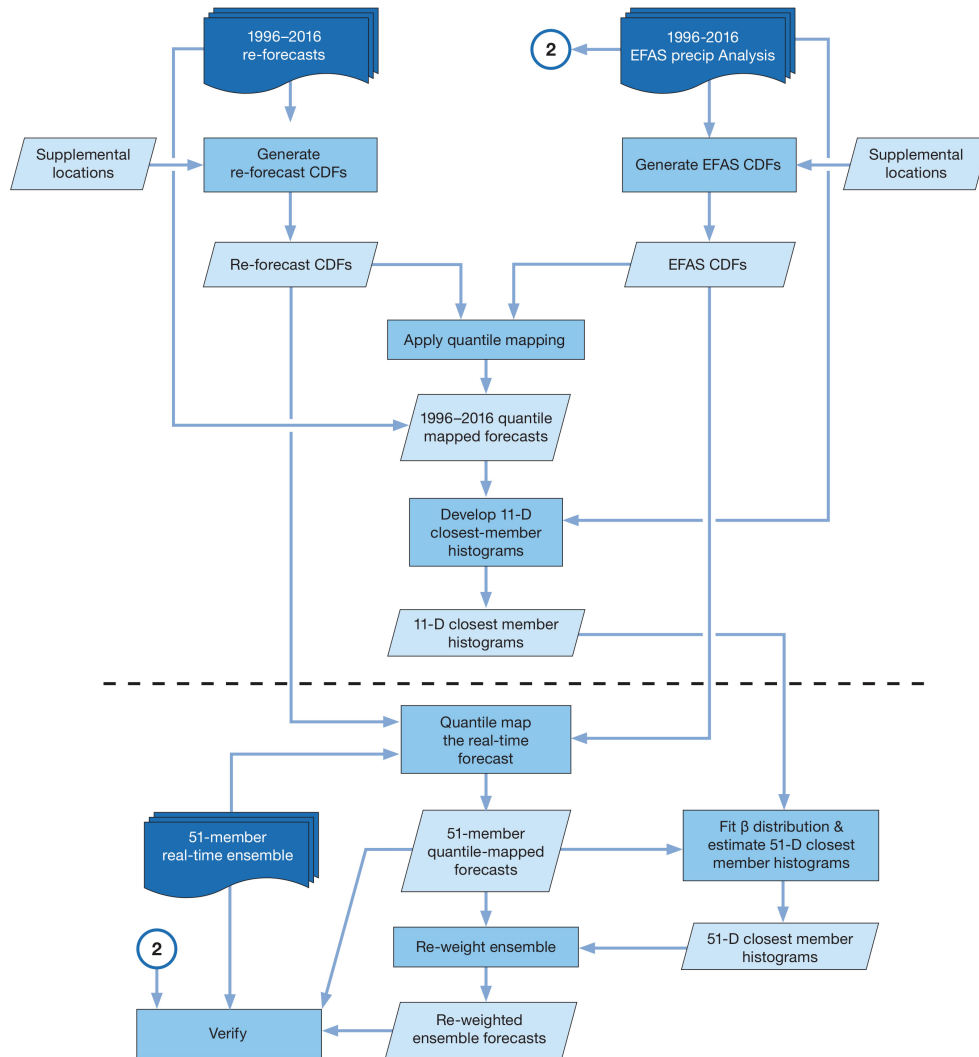 1996–2016
re-forecasts
2
1996-2016
EFAS precip Analysis
Supplemental
locations
Generate
re-forecast CDFs
Generate EFAS CDFs
Supplemental
locations
Re-forecast CDFs
EFAS CDFs
Apply quantile mapping
1996–2016 quantile
mapped forecasts
Develop 11-D
closest-member
histograms
11-D closest member
histograms
Quantile map
the real-time
forecast
51-member
real-time ensemble
51-member
quantile-mapped
forecasts
Fit β distribution &
estimate 51-D closest
member histograms
2
Re-weight ensemble
51-D closest member
histograms
Verify
Re-weighted
ensemble forecasts